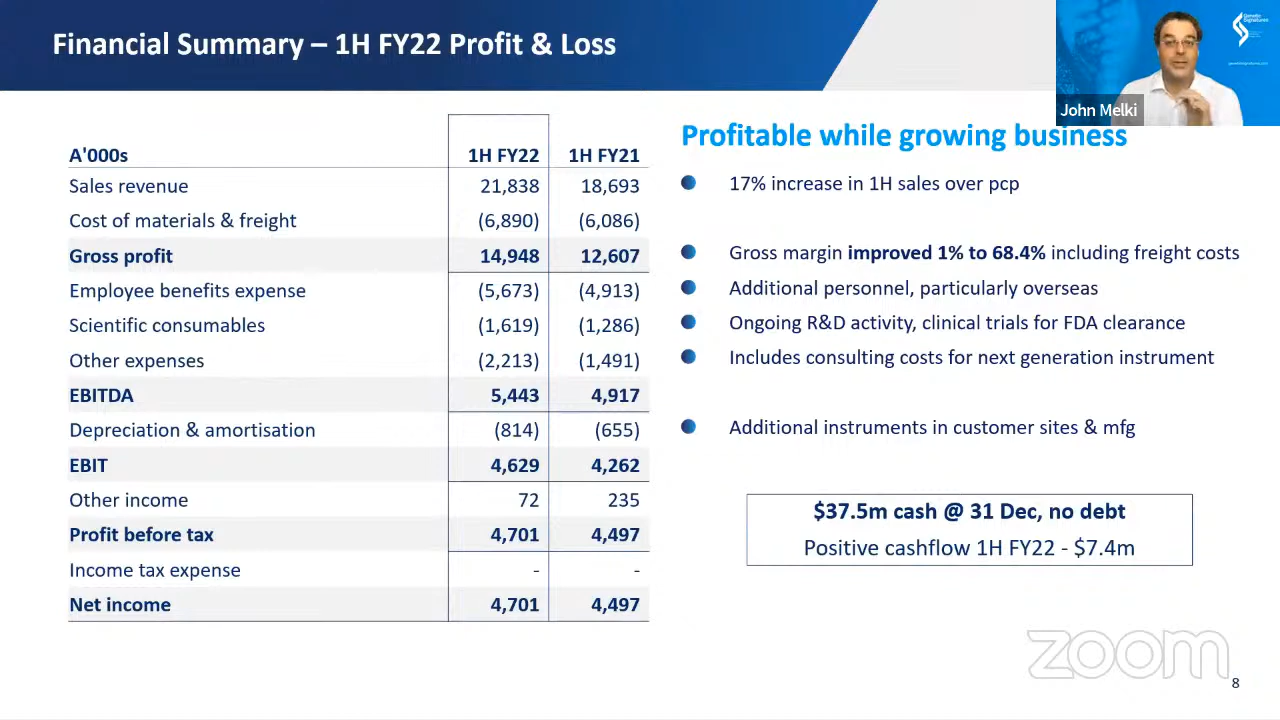 Financial Summary – 1H FY22 Profit & Loss
Genetic
Signatures
John Melki
A'000s 1H FY22 1H FY21
Sales revenue 21,838 18,693
Cost of materials & freight (6,890) (6,086)
Gross profit 14,948 12,607
Employee benefits expense (5,673) (4,913)
Scientific consumables (1,619) (1,286)
Other expenses (2,213) (1,491)
EBITDA 5,443 4,917
Depreciation & amortisation (814) (655)
EBIT 4,629 4,262
Other income 72 235
Profit before tax 4,701 4,497
Income tax expense - -
Net income 4,701 4,497
Profitable while growing business
17% increase in 1H sales over pcp
Gross margin improved 1% to 68.4% including freight costs
Additional personnel, particularly overseas
Ongoing R&D activity, clinical trials for FDA clearance
Includes consulting costs for next generation instrument
Additional instruments in customer sites & mfg
$37.5m cash @ 31 Dec, no debt
Positive cashflow 1H FY22 - $7.4m
zoom
8